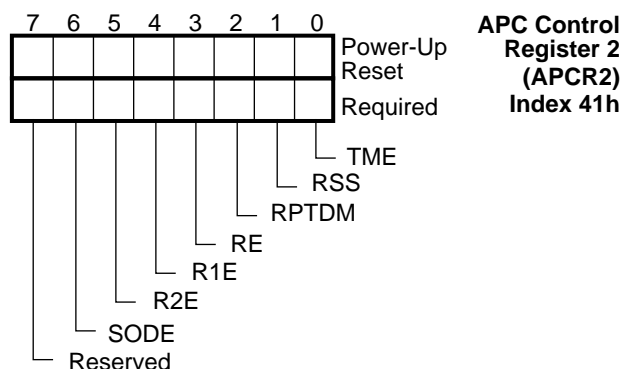 7 6 5 4 3 2 1 0
Power-Up
Reset
Required
APC Control
Register 2
(APCR2)
Index 41h
TME
RSS
RPTDM
RE
R1E
R2E
SODE
Reserved